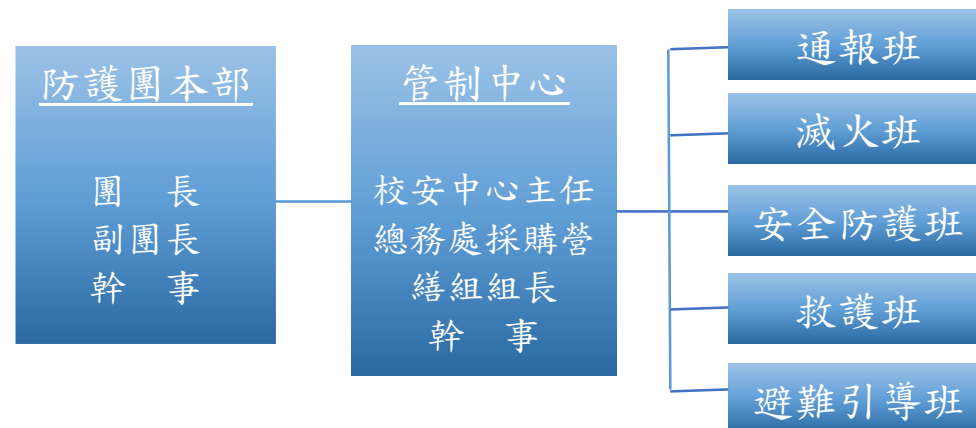 防護團本部
團 長
副團長
幹 事
管制中心
校安中心主任
總務處採購營
繕組組長
幹 事
通報班
滅火班
安全防護班
救護班
避難引導班